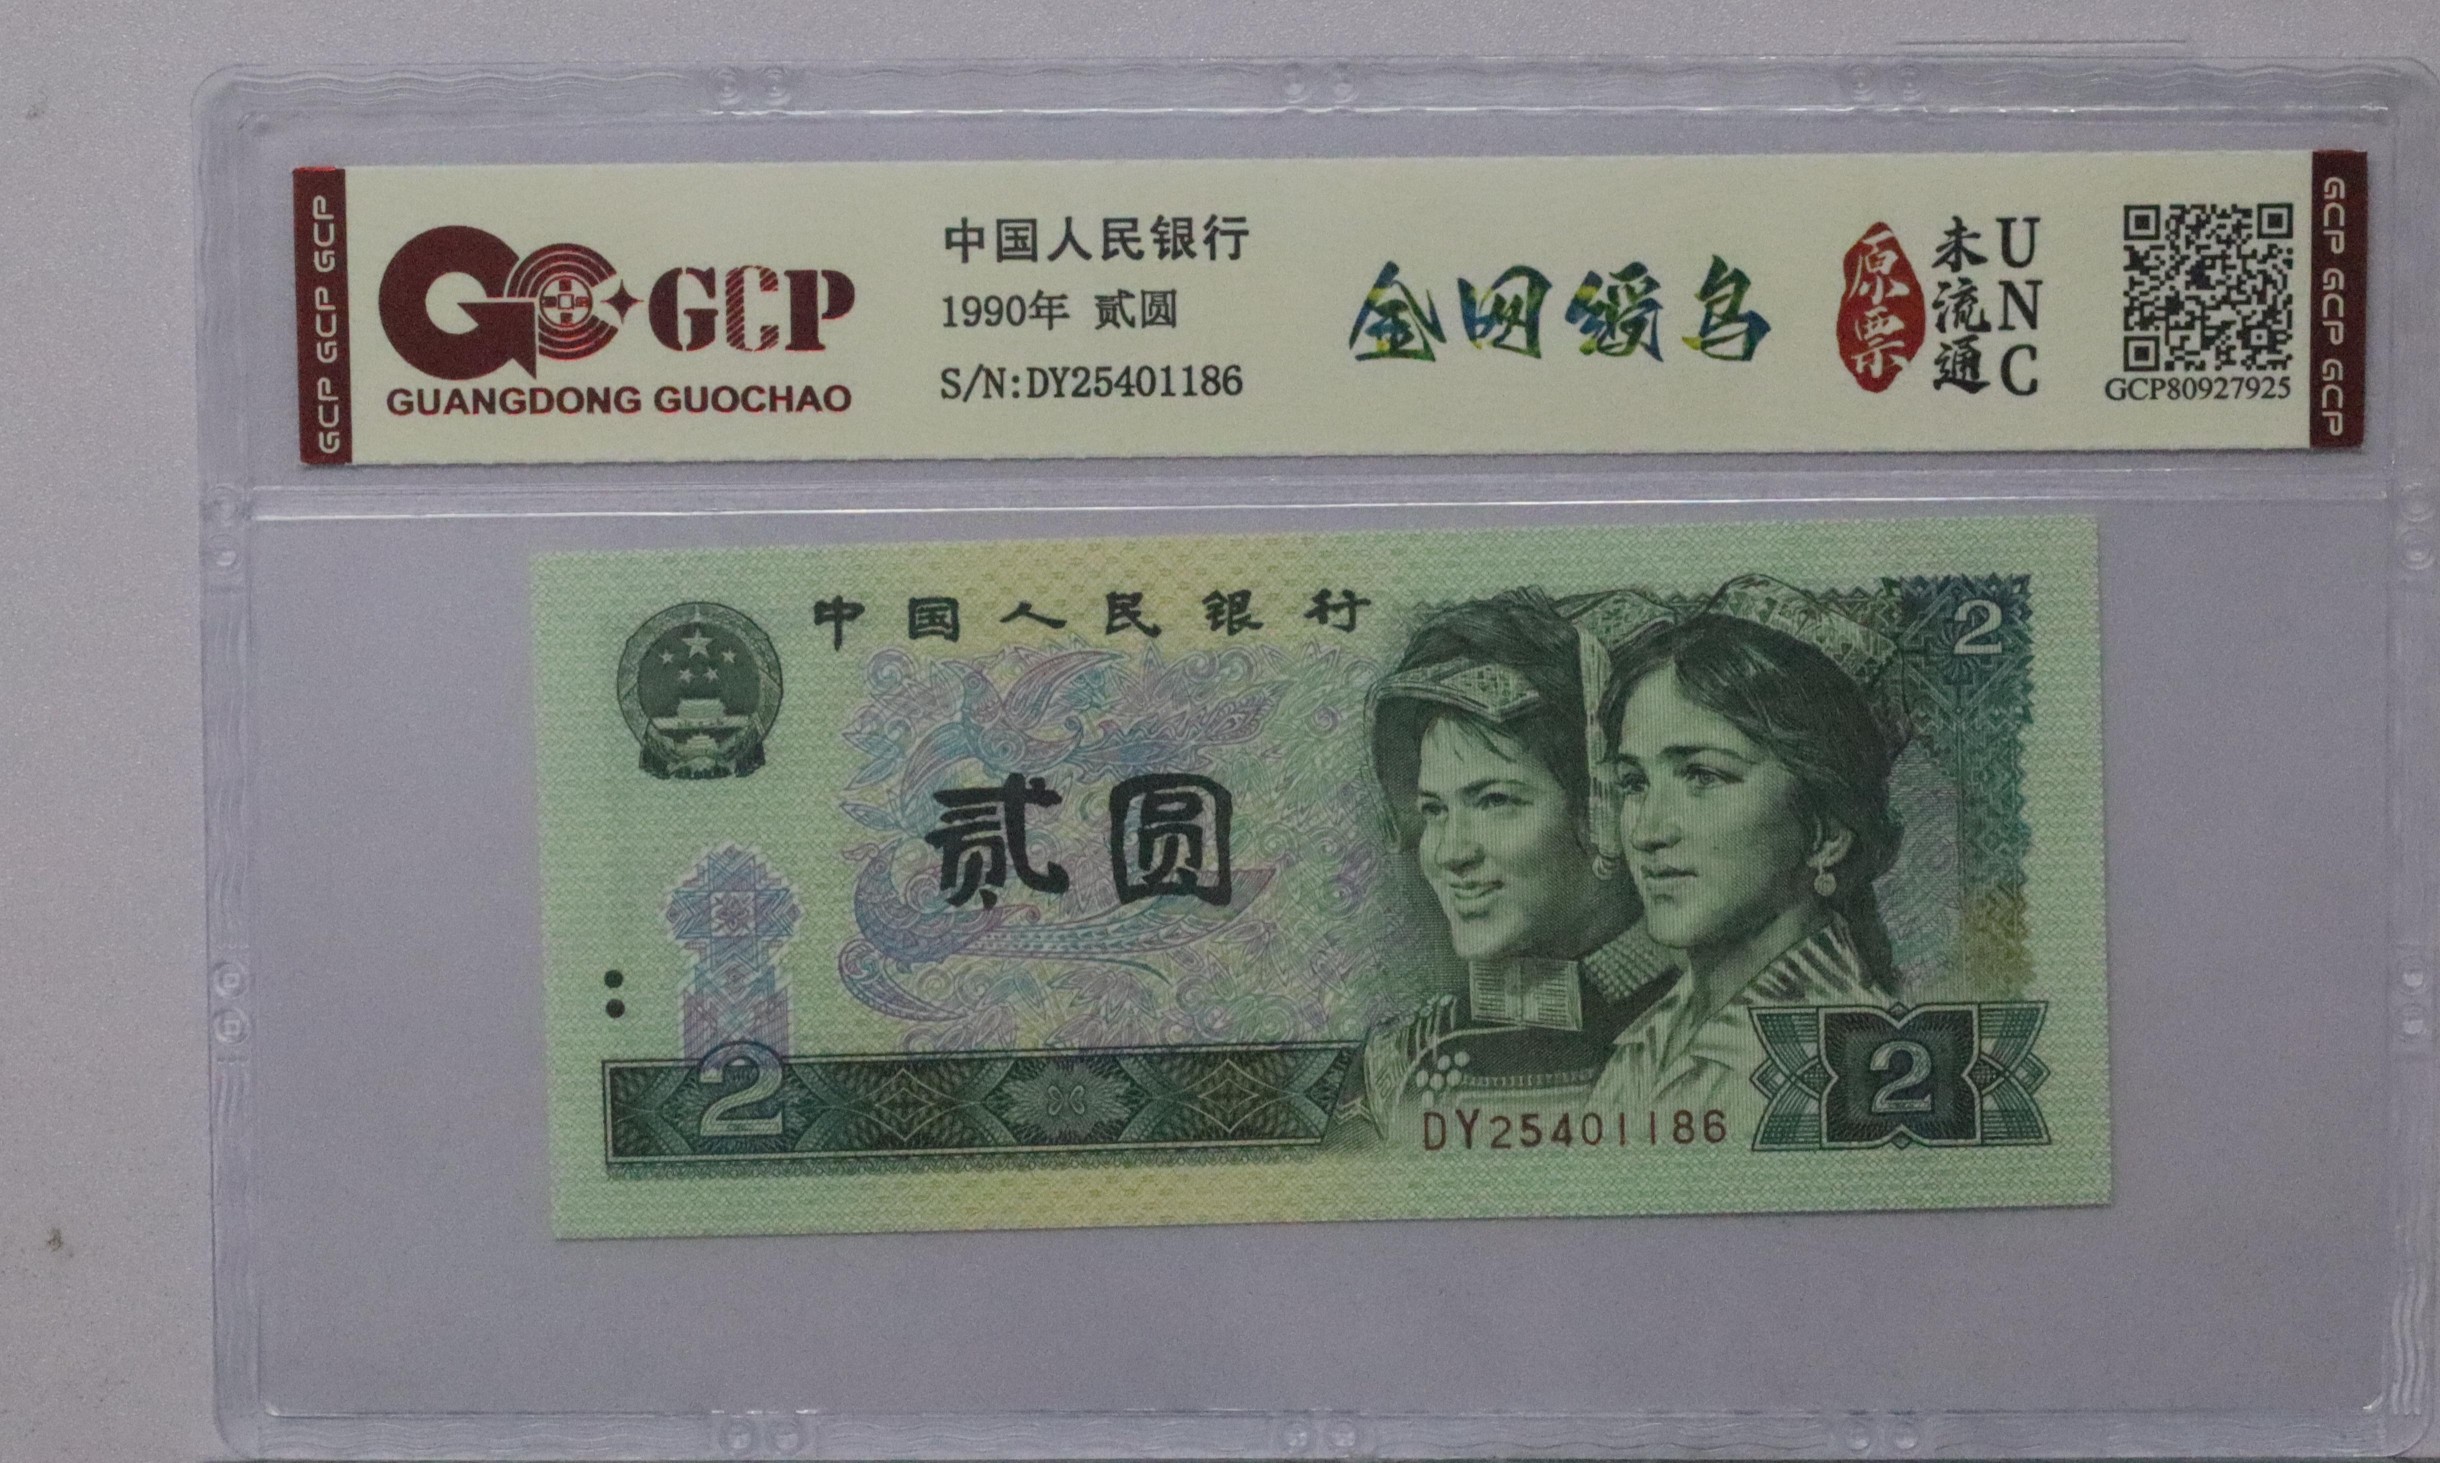 GCP GCP GCP
GCP
GUANGDONG GUOCHAO
中国人民银行
1990年 贰圆
S/N:DY25401186
金网绶鸟
原票
未流通
UNC
GCP80927925
GCP GCP GCP
中国人民银行
2
贰圆
2
DY25401186
2